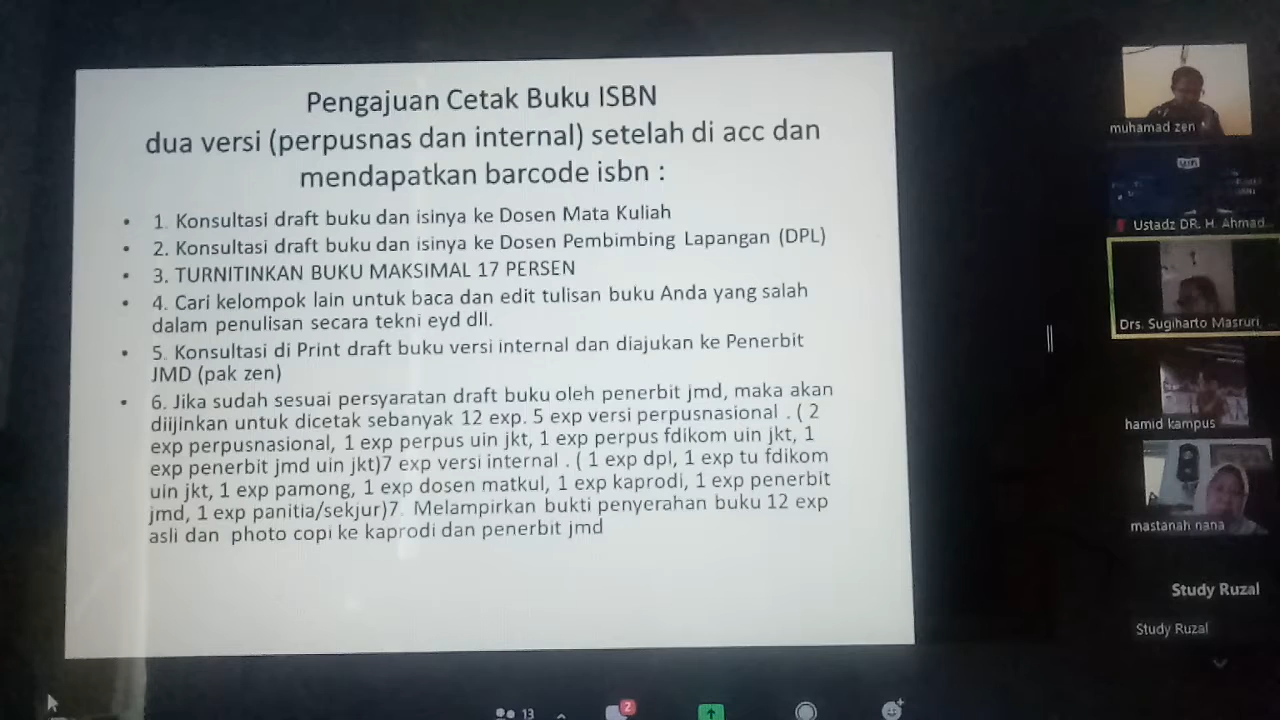 Pengajuan Cetak Buku ISBN
dua versi (perpusnas dan internal) setelah di acc dan
mendapatkan barcode isbn :
• 1. Konsultasi draft buku dan isinya ke Dosen Mata Kuliah
• 2. Konsultasi draft buku dan isinya ke Dosen Pembimbing Lapangan (DPL)
• 3. TURNITINKAN BUKU MAKSIMAL 17 PERSEN
• 4. Cari kelompok lain untuk baca dan edit tulisan buku Anda yang salah
dalam penulisan secara tekni eyd dll.
• 5. Konsultasi di Print draft buku versi internal dan diajukan ke Penerbit
JMD (pak zen)
• 6. Jika sudah sesuai persyaratan draft buku oleh penerbit jmd, maka akan
diijinkan untuk dicetak sebanyak 12 exp. 5 exp versi perpusnasional . ( 2
exp perpusnasional, 1 exp perpus uin jkt, 1 exp perpus fdikom uin jkt, 1
exp penerbit jmd uin jkt)7 exp versi internal . ( 1 exp dpl, 1 exp tu fdikom
uin jkt, 1 exp pamong, 1 exp dosen matkul, 1 exp kaprodi, 1 exp penerbit
jmd, 1 exp panitia/sekjur)7. Melampirkan bukti penyerahan buku 12 exp
asli dan photo copi ke kaprodi dan penerbit jmd
muhamad zen
Ustadz DR. H. Ahmad...
Drs. Sugiharto Masruri,
hamid kampus
mastanah nana
Study Ruzal
Study Ruzal
13
2